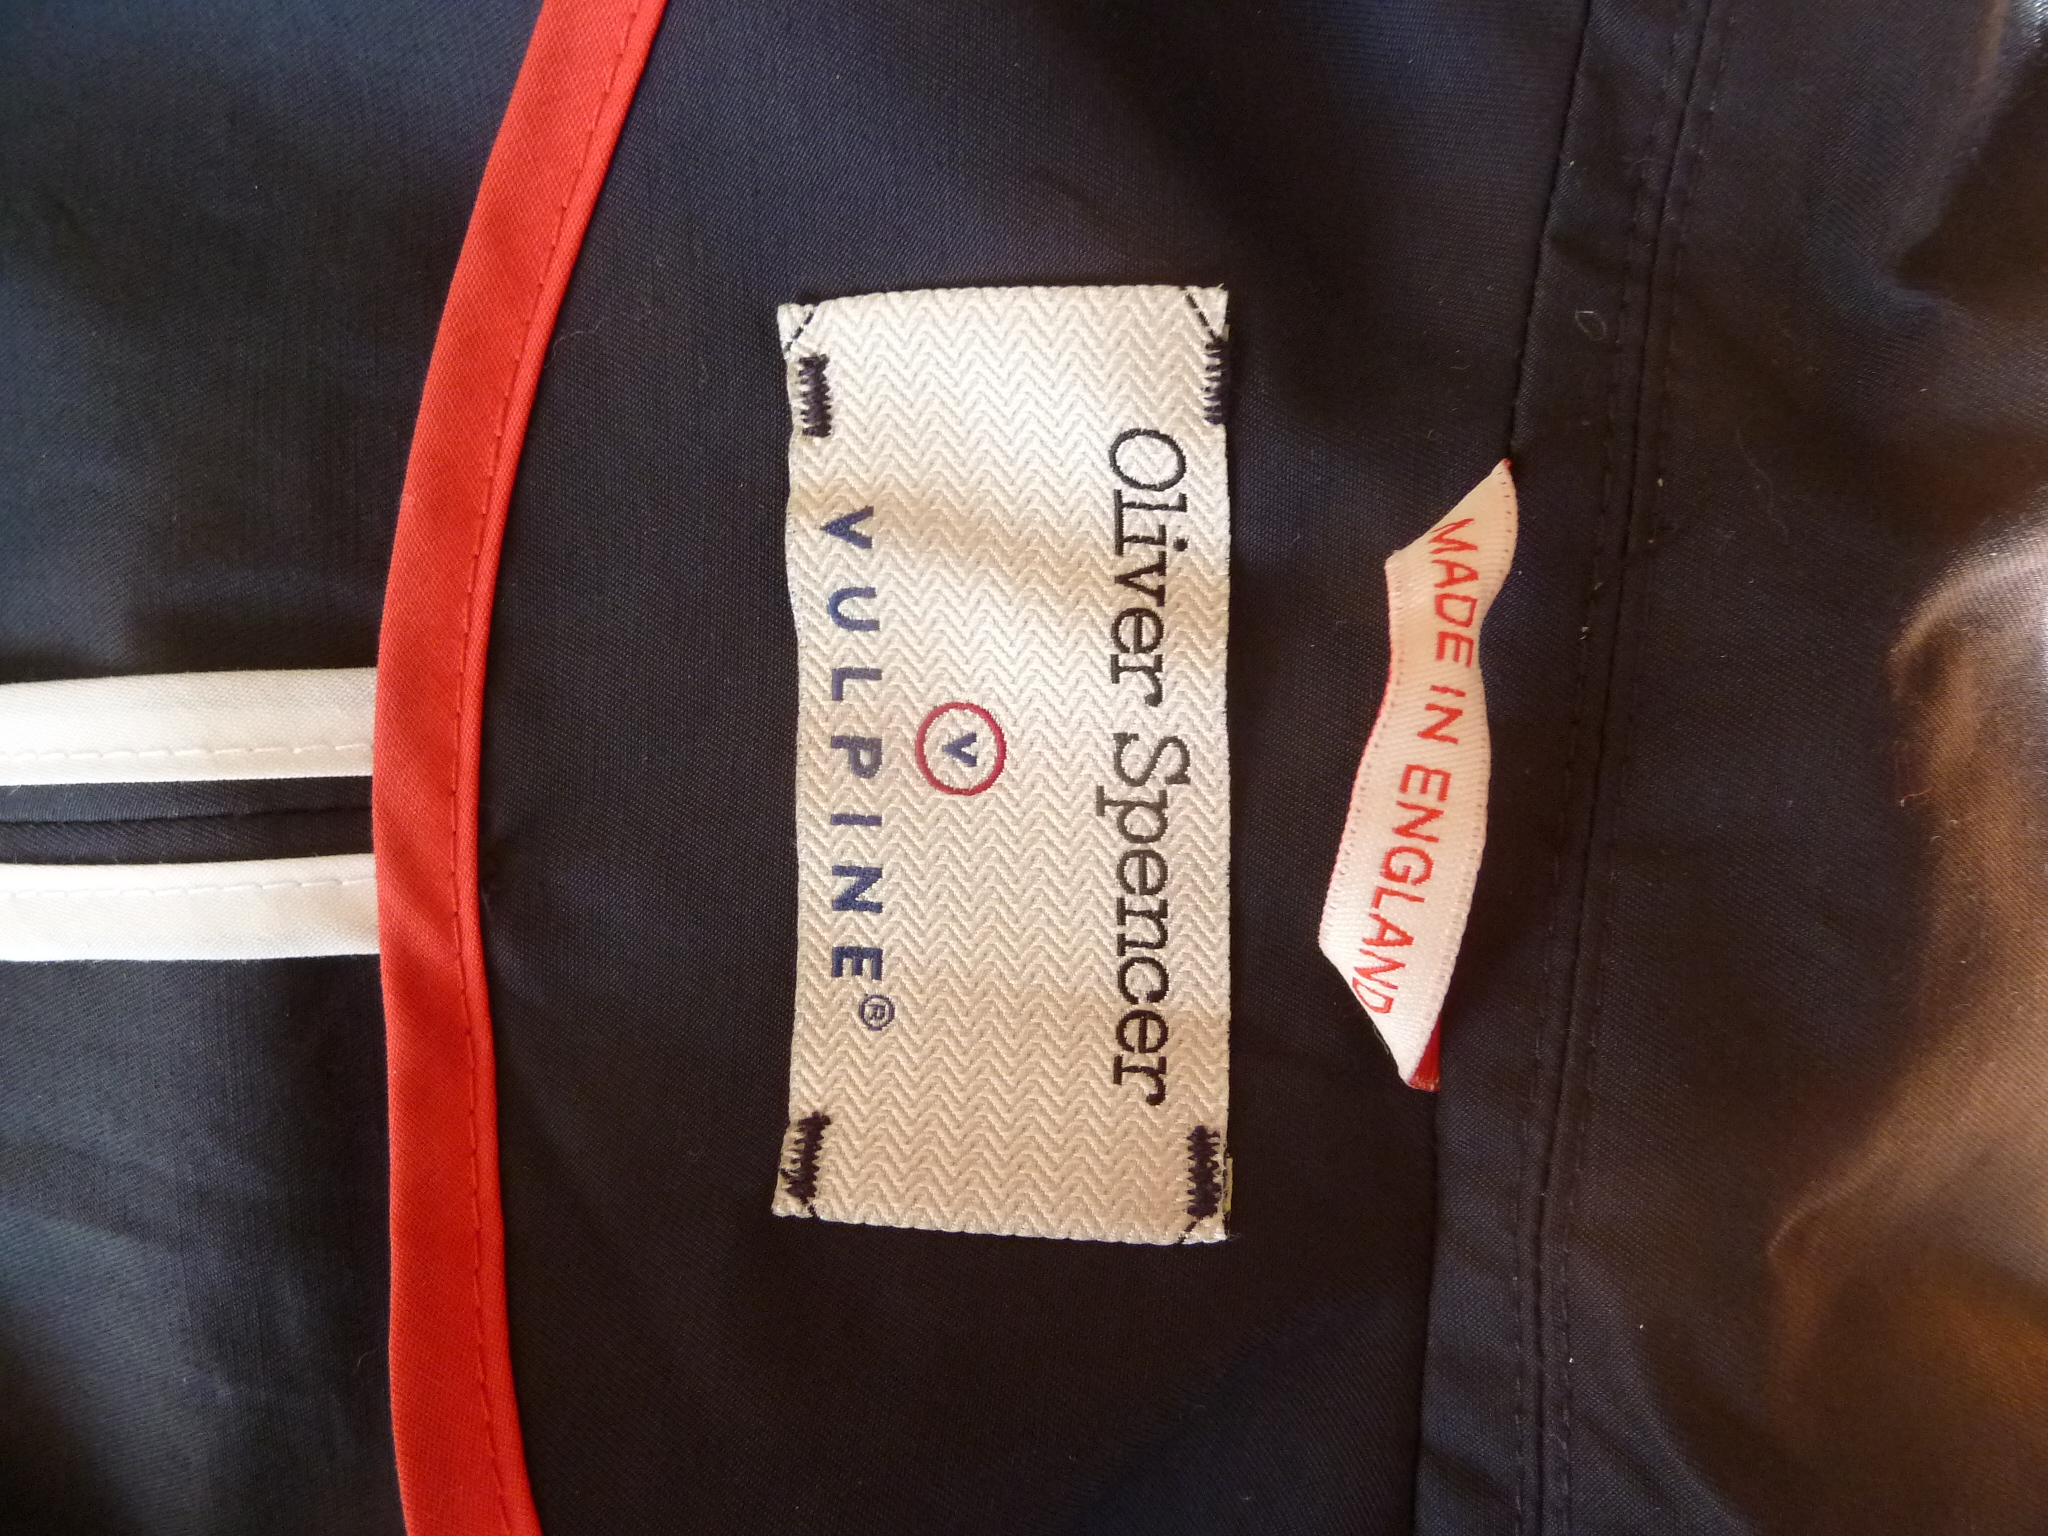 Oliver Spencer
V
VULPINE®
MADE IN ENGLAND